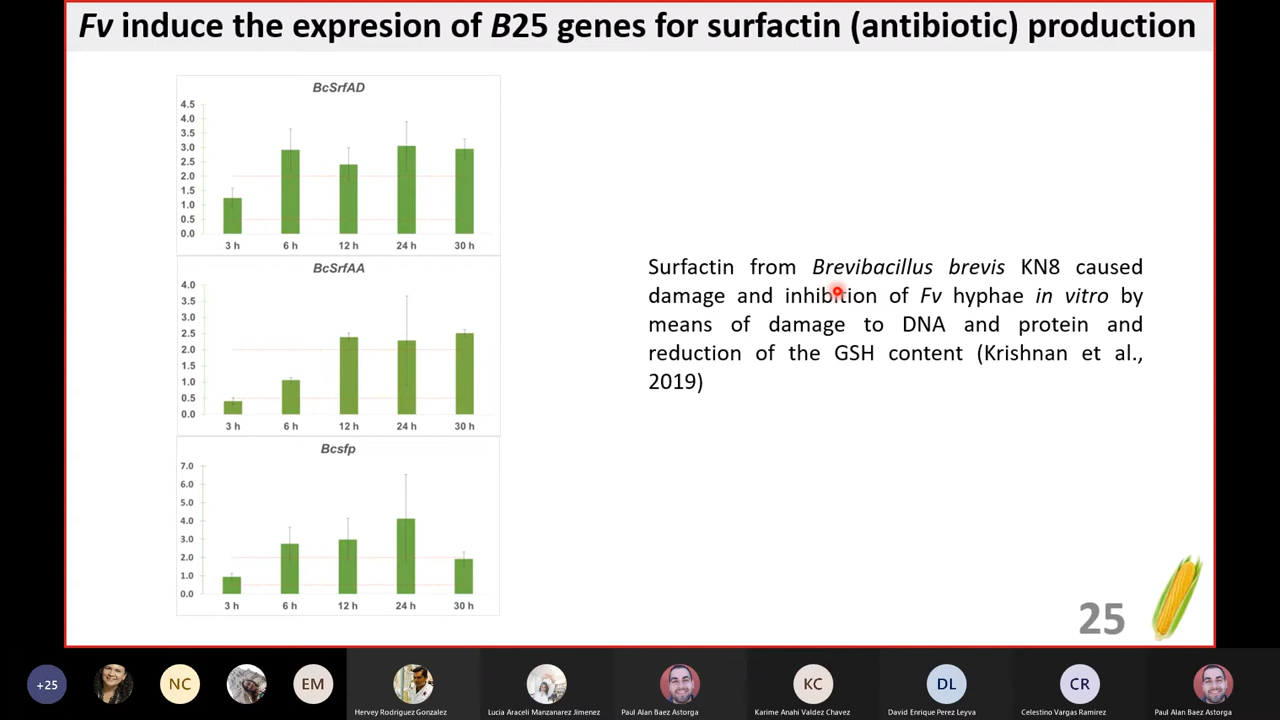 Fv induce the expresion of B25 genes for surfactin (antibiotic) production
BcSrfAD
4.5
4.0
3.5
3.0
2.5
2.0
1.5
1.0
0.5
0.0
3 h 6 h 12 h 24 h 30 h
BcSrfAA
4.0
3.5
3.0
2.5
2.0
1.5
1.0
0.5
0.0
3 h 6 h 12 h 24 h 30 h
Bcsfp
7.0
6.0
5.0
4.0
3.0
2.0
1.0
0.0
3 h 6 h 12 h 24 h 30 h
Surfactin from Brevibacillus brevis KN8 caused
damage and inhibition of Fv hyphae in vitro by
means of damage to DNA and protein and
reduction of the GSH content (Krishnan et al.,
2019)
25
+25 NC EM KC DL CR
Hervey Rodriguez Gonzalez Lucia Araceli Manzanarez Jimenez Paul Alan Baez Astorga Karime Anahi Valdez Chavez David Enrique Perez Leyva Celestino Vargas Ramirez Paul Alan Baez Astorga